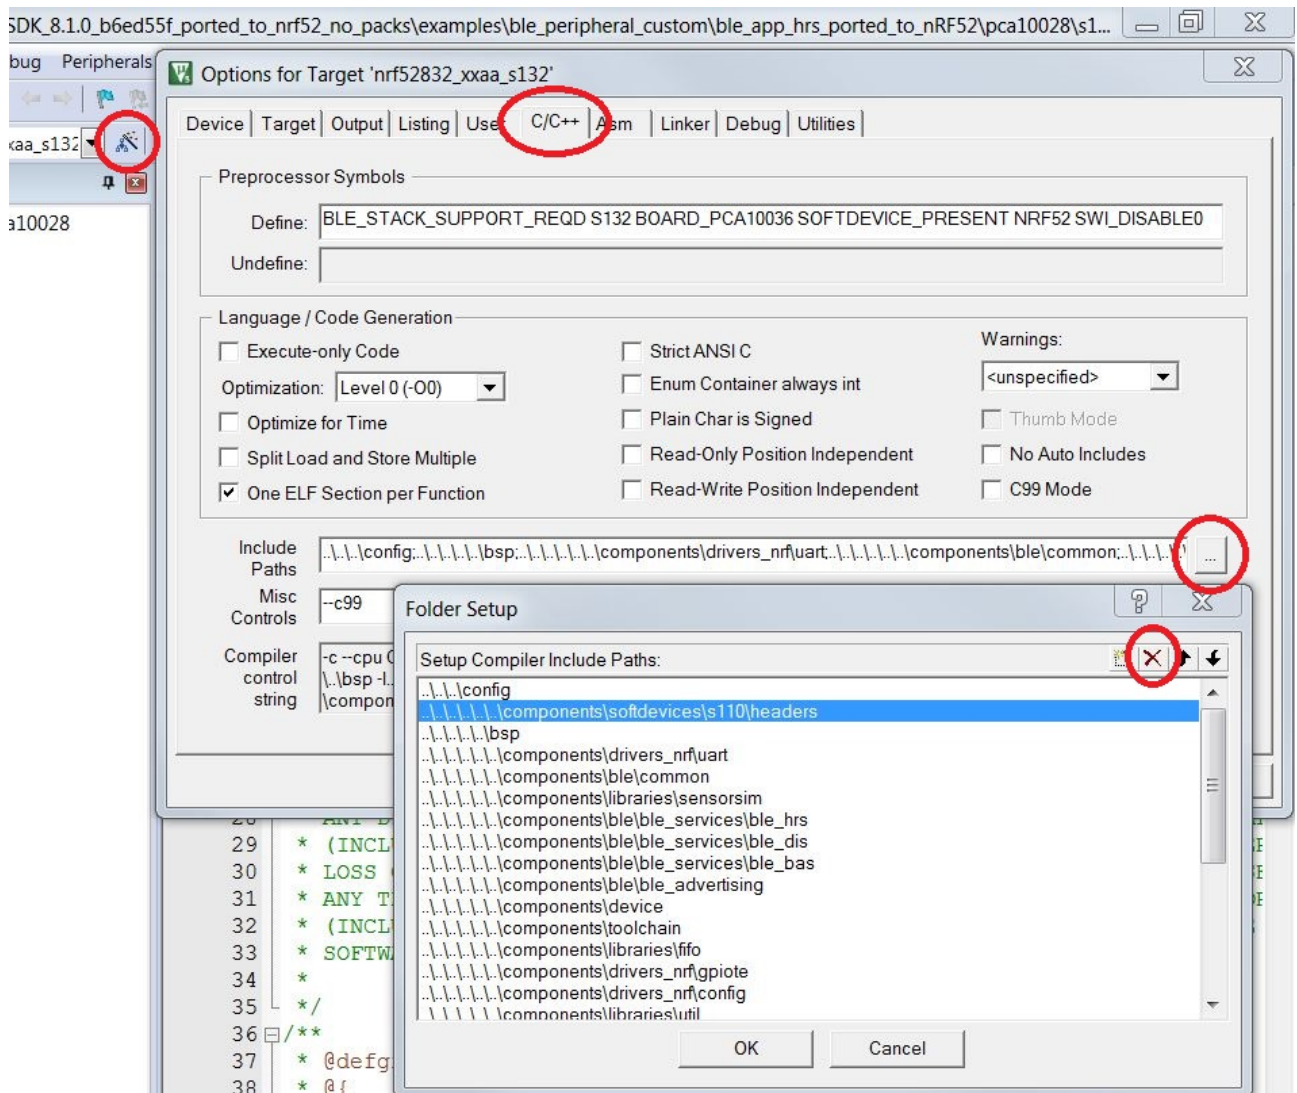 SDK_8.1.0_b6ed55f_ported_to_nrf52_no_packs\examples\ble_peripheral_custom\ble_app_hrs_ported_to_nRF52\pca10028\s1...
bug Peripherals
Options for Target 'nrf52832_xxaa_s132'
Device Target Output Listing User C/C++ Asm Linker Debug Utilities
xaa_s132
a10028
Preprocessor Symbols
Define: BLE_STACK_SUPPORT_REQD S132 BOARD_PCA10036 SOFTDEVICE_PRESENT NRF52 SWI_DISABLE0
Undefine:
Language / Code Generation
Execute-only Code
Optimization: Level 0 (-O0)
Optimize for Time
Split Load and Store Multiple
One ELF Section per Function
Strict ANSI C
Enum Container always int
Plain Char is Signed
Read-Only Position Independent
Read-Write Position Independent
Warnings:
<unspecified>
Thumb Mode
No Auto Includes
C99 Mode
Include Paths ..\..\..\config;..\..\..\..\..\bsp;..\..\..\..\..\..\components\drivers_nrf\uart;..\..\..\..\..\..\components\ble\common;..\..\..\..\.. ...
Misc Controls --c99
Compiler control string
-c --cpu C
\..\bsp -I..
\compon
Folder Setup
Setup Compiler Include Paths:
..\..\..\config
..\..\..\..\..\..\components\softdevices\s110\headers
..\..\..\..\..\bsp
..\..\..\..\..\..\components\drivers_nrf\uart
..\..\..\..\..\..\components\ble\common
..\..\..\..\..\..\components\libraries\sensorsim
..\..\..\..\..\..\components\ble\ble_services\ble_hrs
..\..\..\..\..\..\components\ble\ble_services\ble_dis
..\..\..\..\..\..\components\ble\ble_services\ble_bas
..\..\..\..\..\..\components\ble\ble_advertising
..\..\..\..\..\..\components\device
..\..\..\..\..\..\components\toolchain
..\..\..\..\..\..\components\libraries\fifo
..\..\..\..\..\..\components\drivers_nrf\gpiote
..\..\..\..\..\..\components\drivers_nrf\config
..\..\..\..\..\..\components\libraries\util
OK Cancel
28 ANY D
29 * (INCL
30 * LOSS
31 * ANY T
32 * (INCL
33 * SOFTW
34 *
35 */
36 /**
37 * @defg
38 * @{